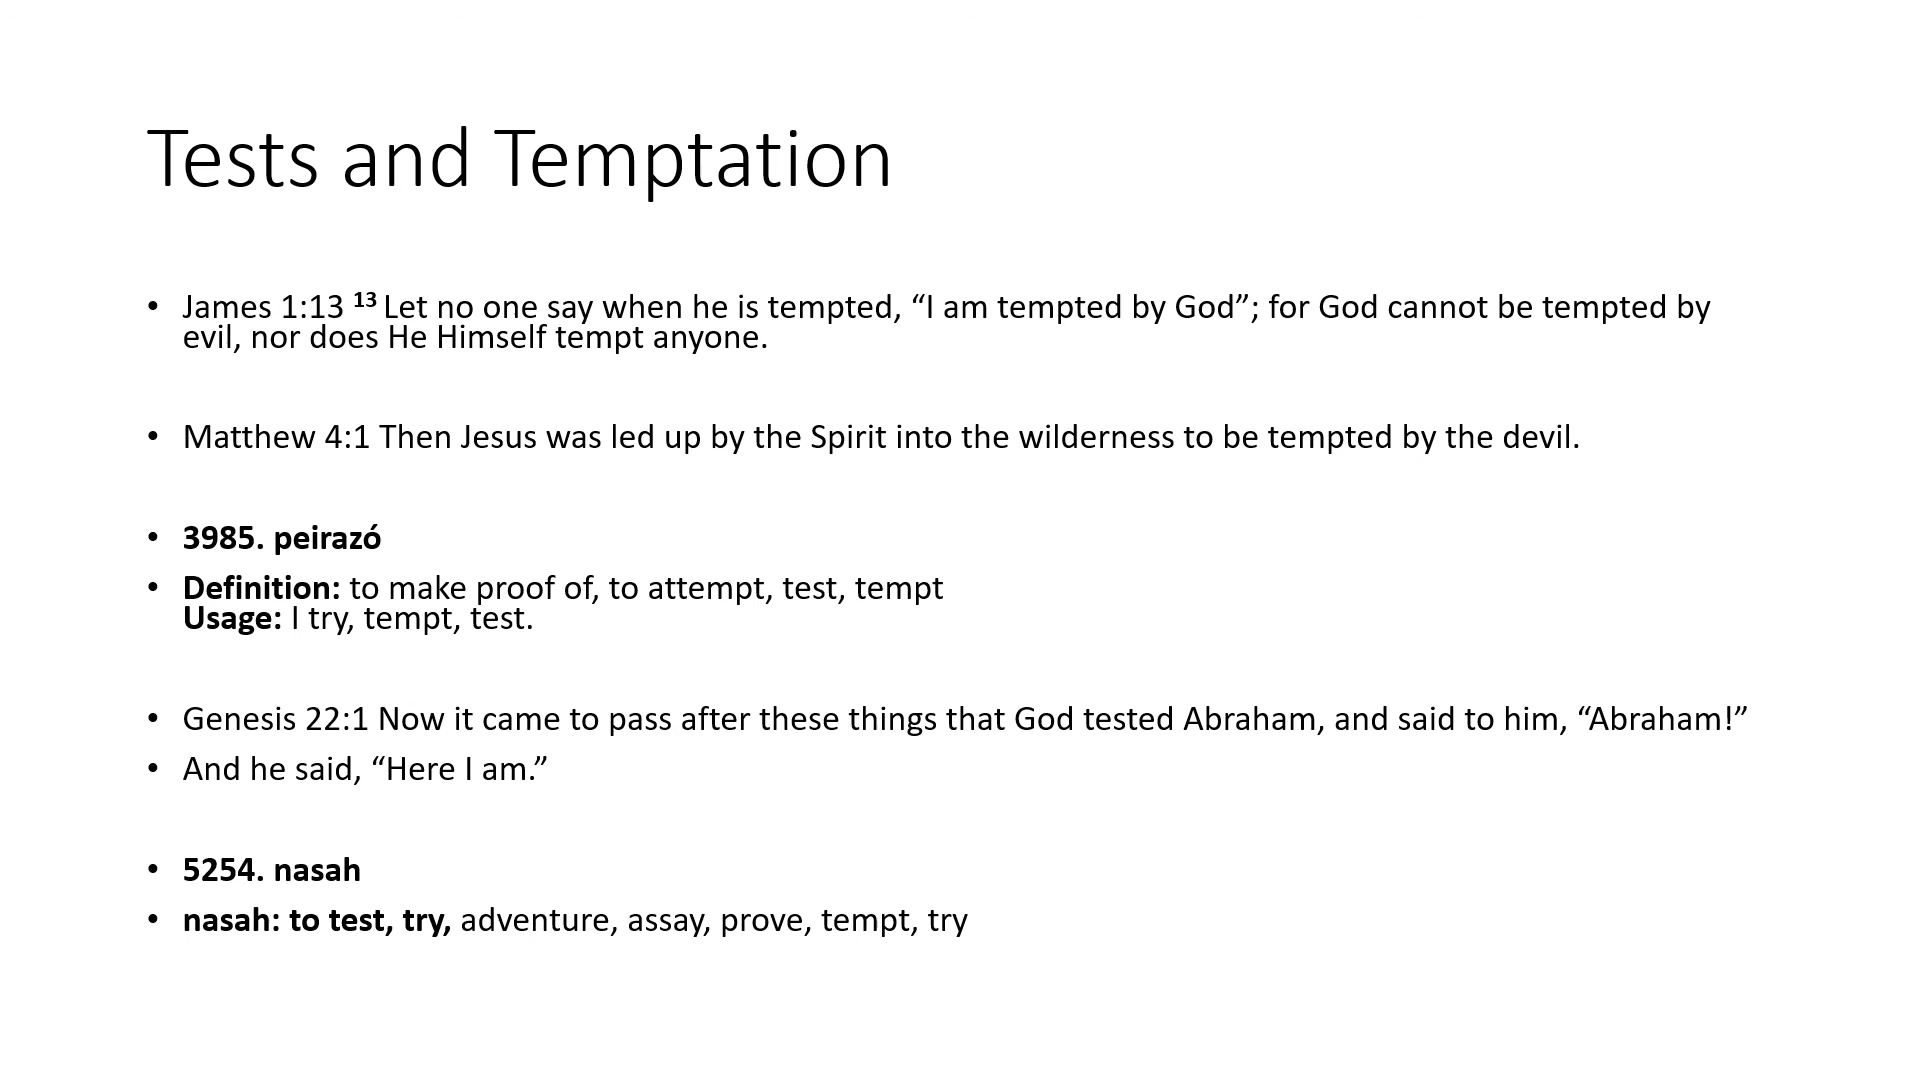 Tests and Temptation
• James 1:13 ¹³ Let no one say when he is tempted, “I am tempted by God”; for God cannot be tempted by
evil, nor does He Himself tempt anyone.
• Matthew 4:1 Then Jesus was led up by the Spirit into the wilderness to be tempted by the devil.
• 3985. peirazó
• Definition: to make proof of, to attempt, test, tempt
Usage: I try, tempt, test.
• Genesis 22:1 Now it came to pass after these things that God tested Abraham, and said to him, “Abraham!”
• And he said, “Here I am.”
• 5254. nasah
• nasah: to test, try, adventure, assay, prove, tempt, try